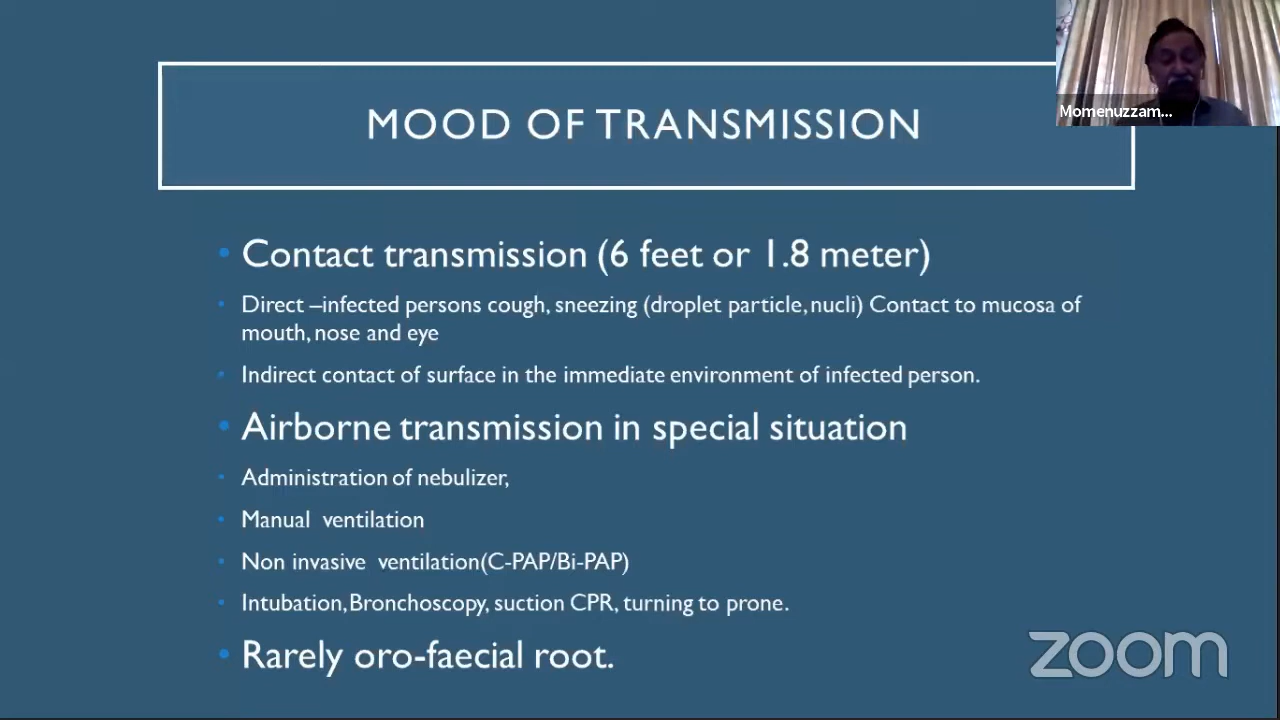 MOOD OF TRANSMISSION
Momenuzzam...
• Contact transmission (6 feet or 1.8 meter)
• Direct –infected persons cough, sneezing (droplet particle, nucli) Contact to mucosa of
mouth, nose and eye
• Indirect contact of surface in the immediate environment of infected person.
• Airborne transmission in special situation
• Administration of nebulizer,
• Manual ventilation
• Non invasive ventilation(C-PAP/Bi-PAP)
• Intubation, Bronchoscopy, suction CPR, turning to prone.
• Rarely oro-faecial root.
zoom